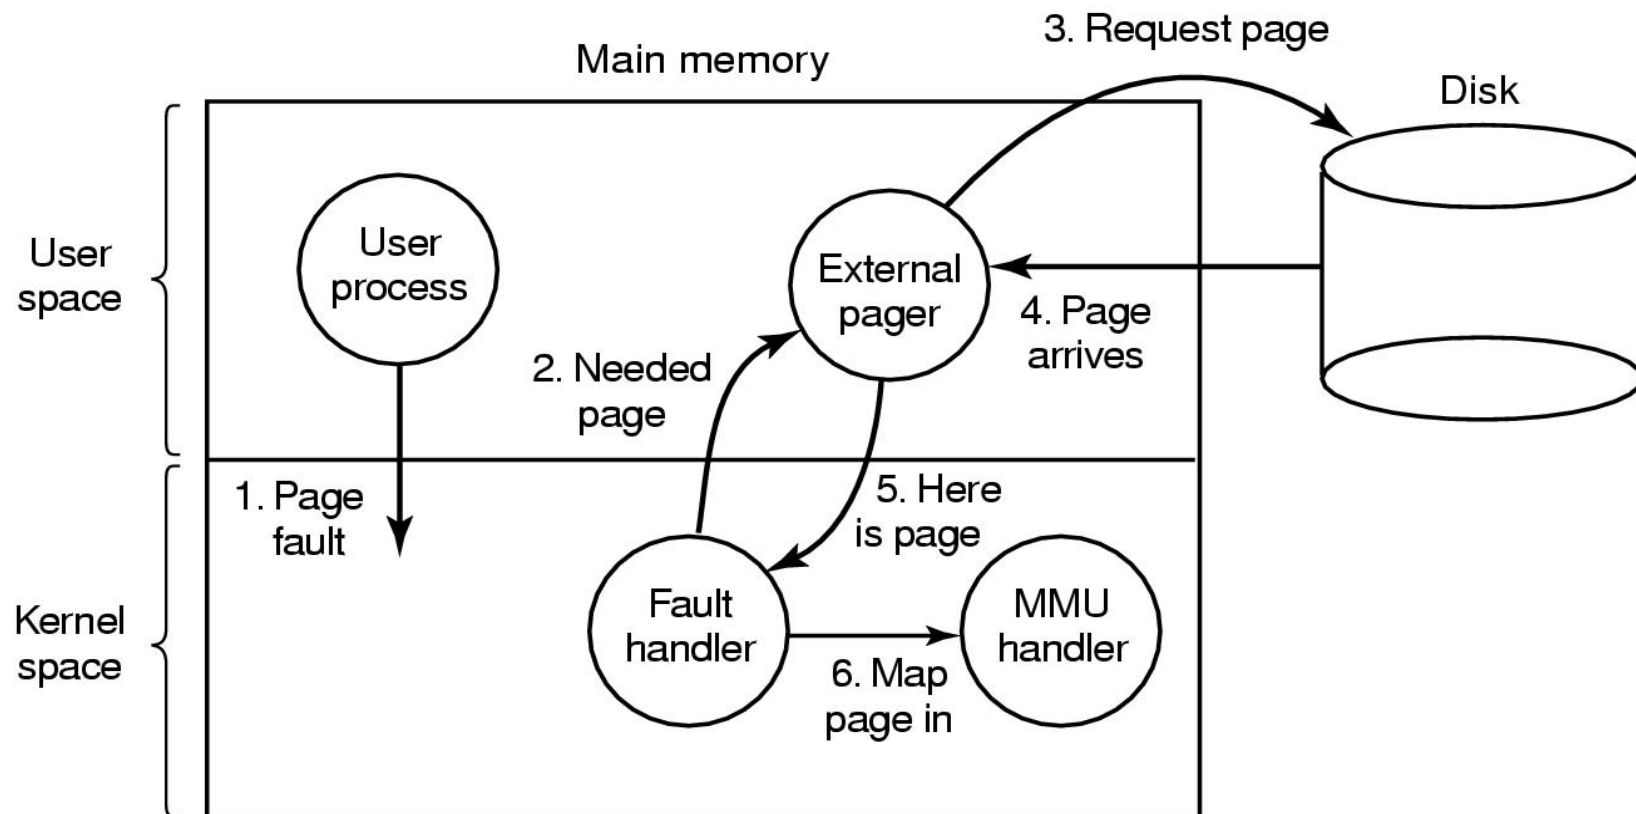 3. Request page
Main memory
Disk
User
process
User
space
External
pager
4. Page
arrives
2. Needed
page
1. Page
fault
5. Here
is page
Kernel
space
Fault
handler
MMU
handler
6. Map
page in